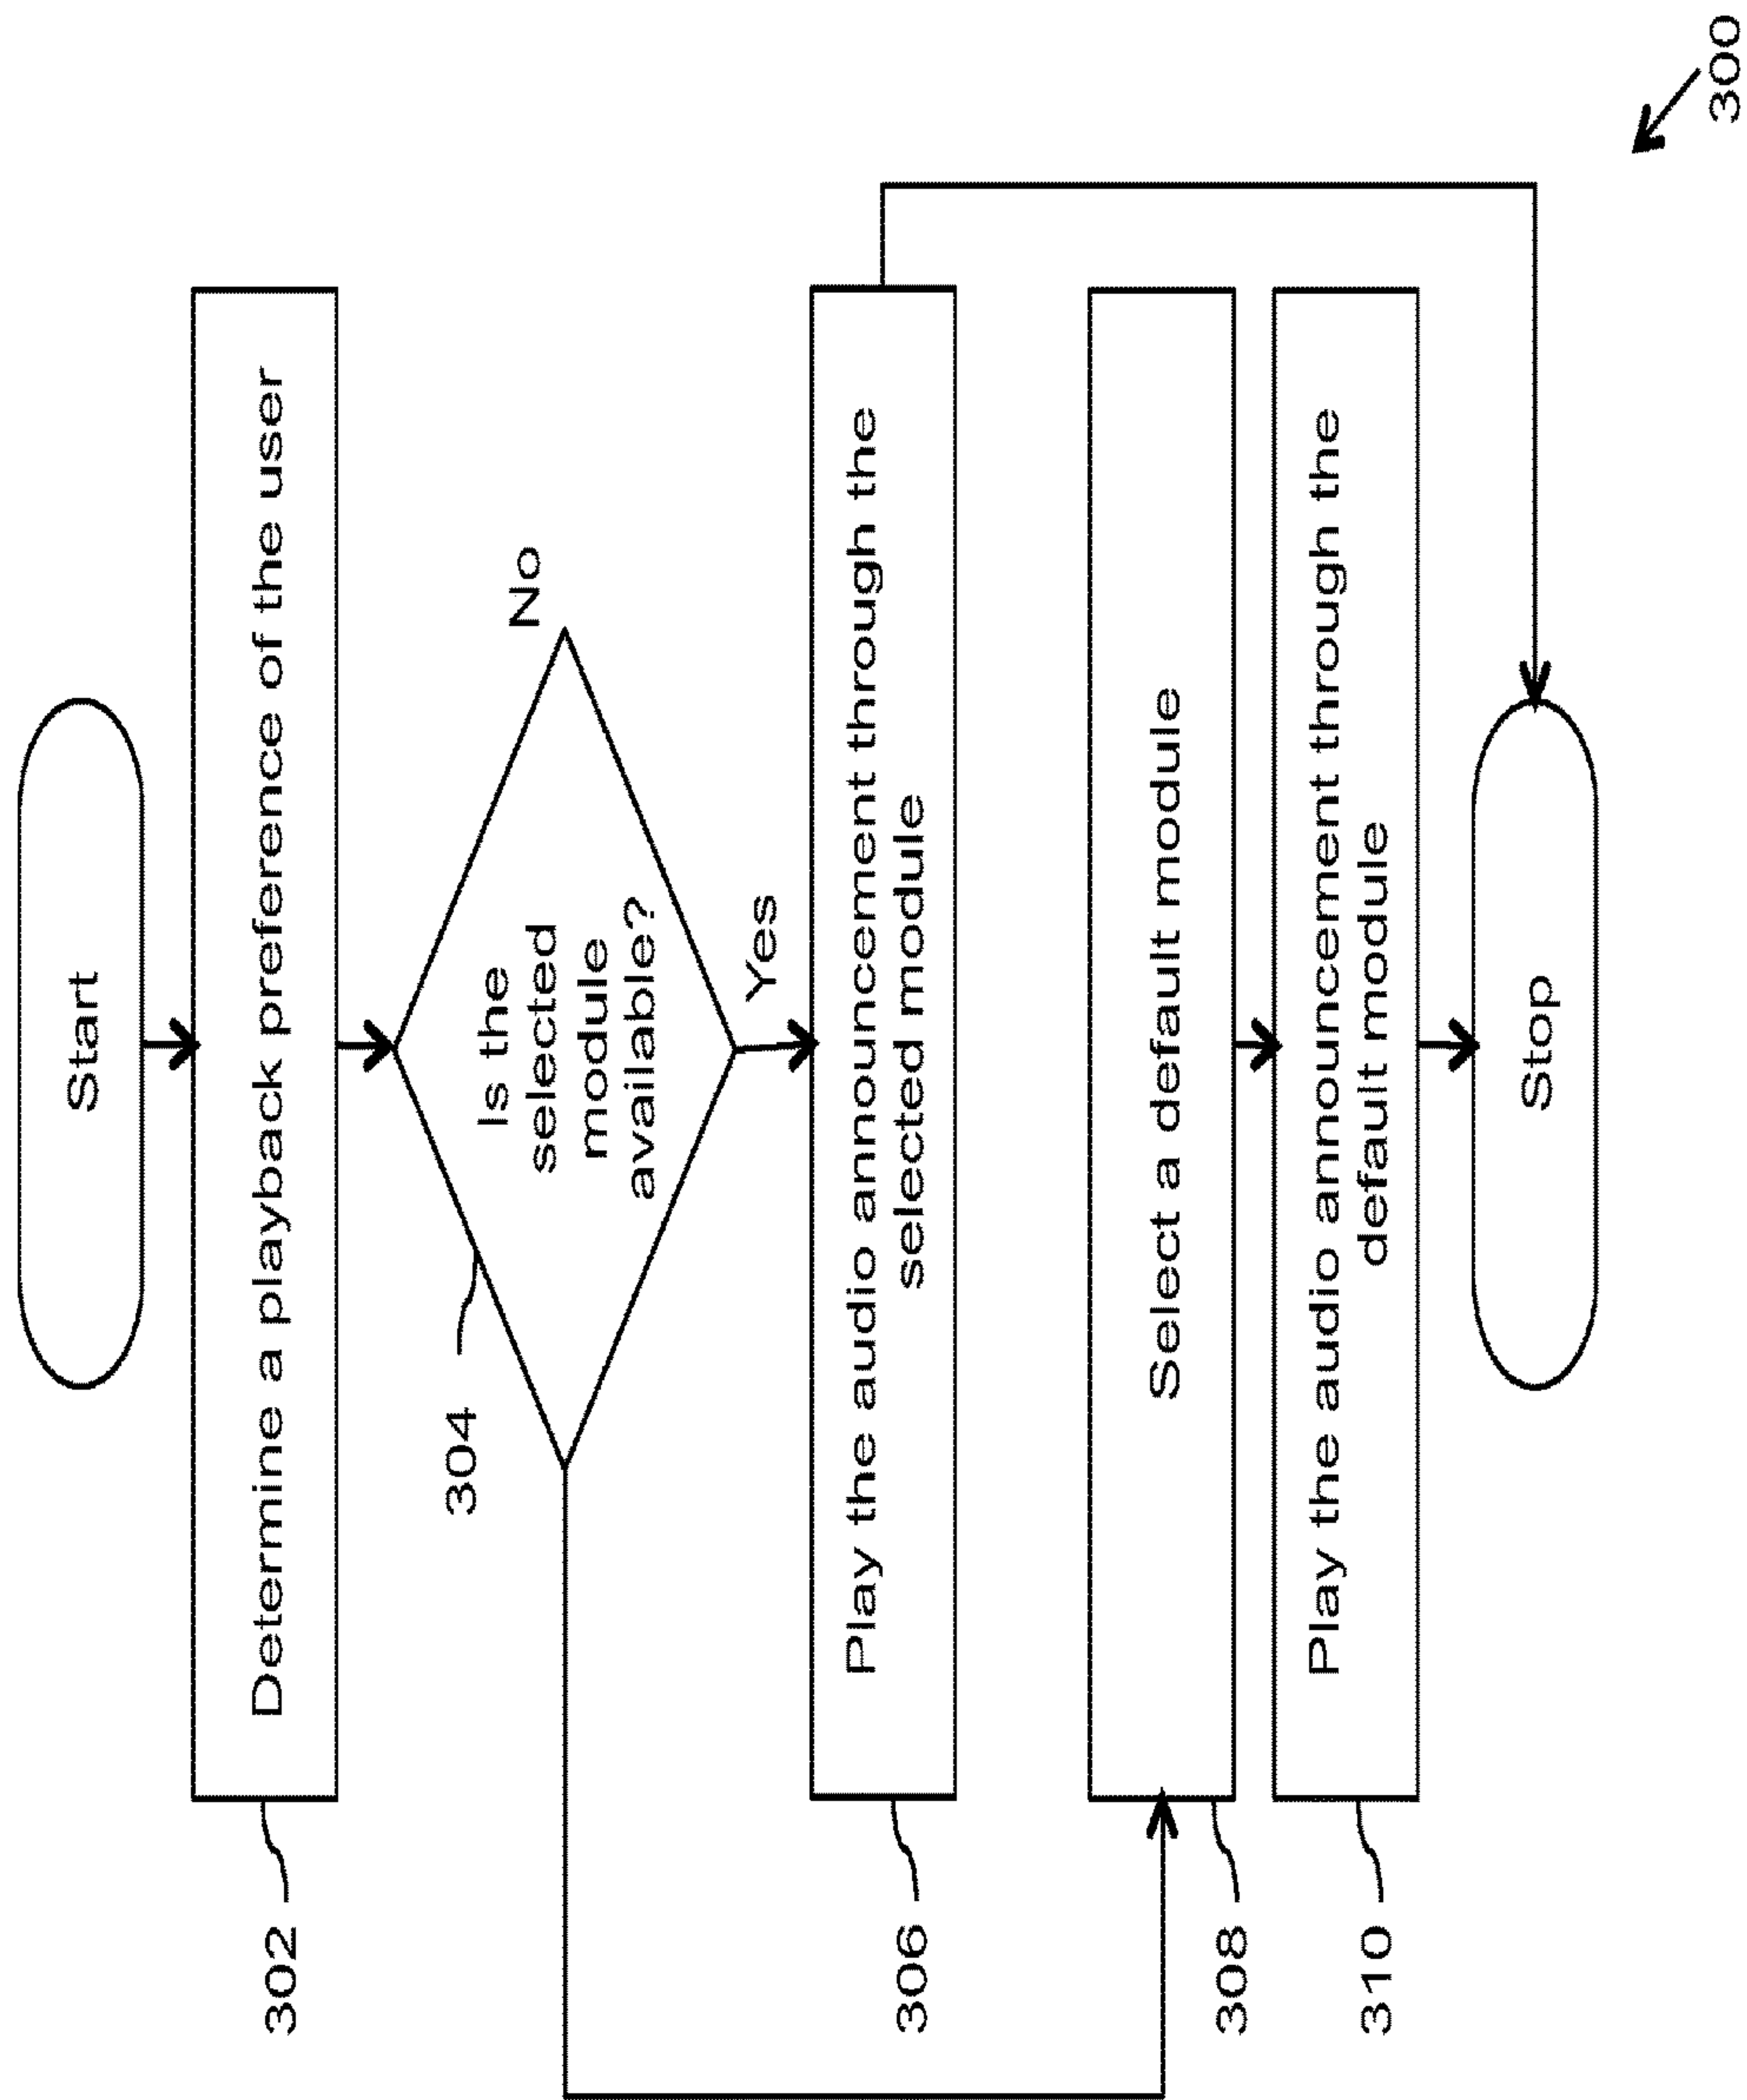 Start
Determine a playback preference of the user
302
Is the
selected
module
available?
304
No
Yes
Play the audio announcement through the
selected module
306
Select a default module
308
Play the audio announcement through the
default module
310
Stop
300